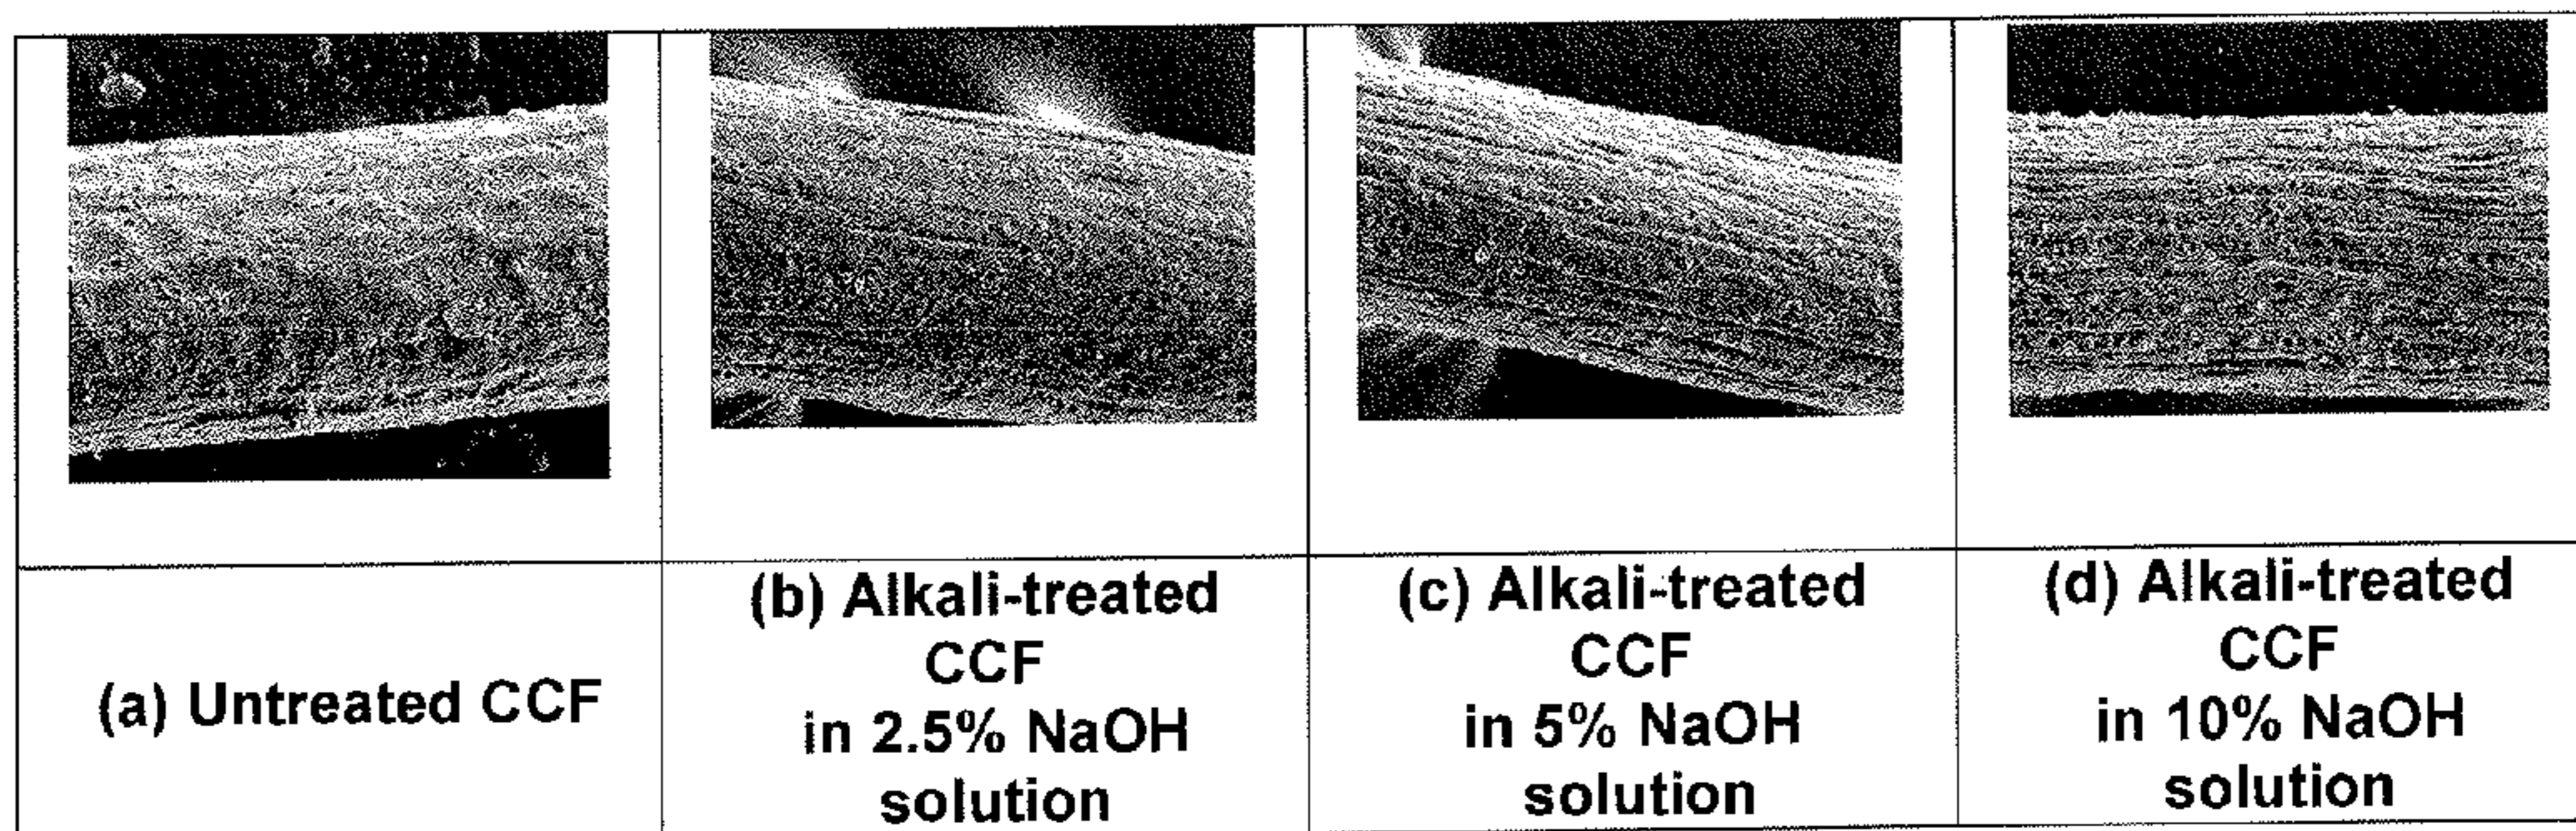 (a) Untreated CCF
(b) Alkali-treated
CCF
in 2.5% NaOH
solution
(c) Alkali-treated
CCF
in 5% NaOH
solution
(d) Alkali-treated
CCF
in 10% NaOH
solution